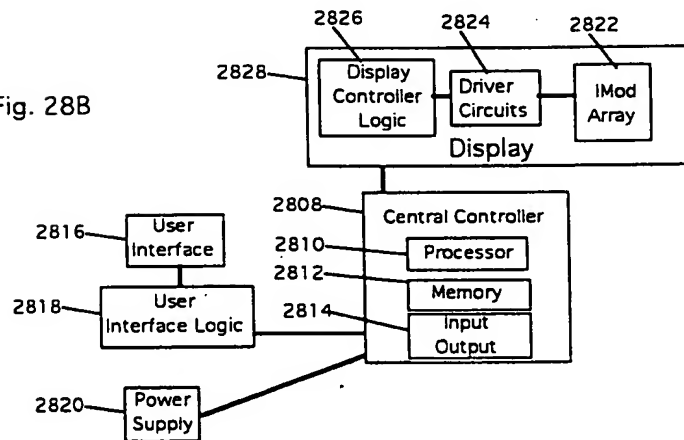 2826
2824
2822
2828
Display
Controller
Logic
Driver
Circuits
IMod
Array
Display
Fig. 28B
2808
Central Controller
2816
User
Interface
2810
Processor
2812
Memory
2818
User
Interface Logic
2814
Input
Output
2820
Power
Supply